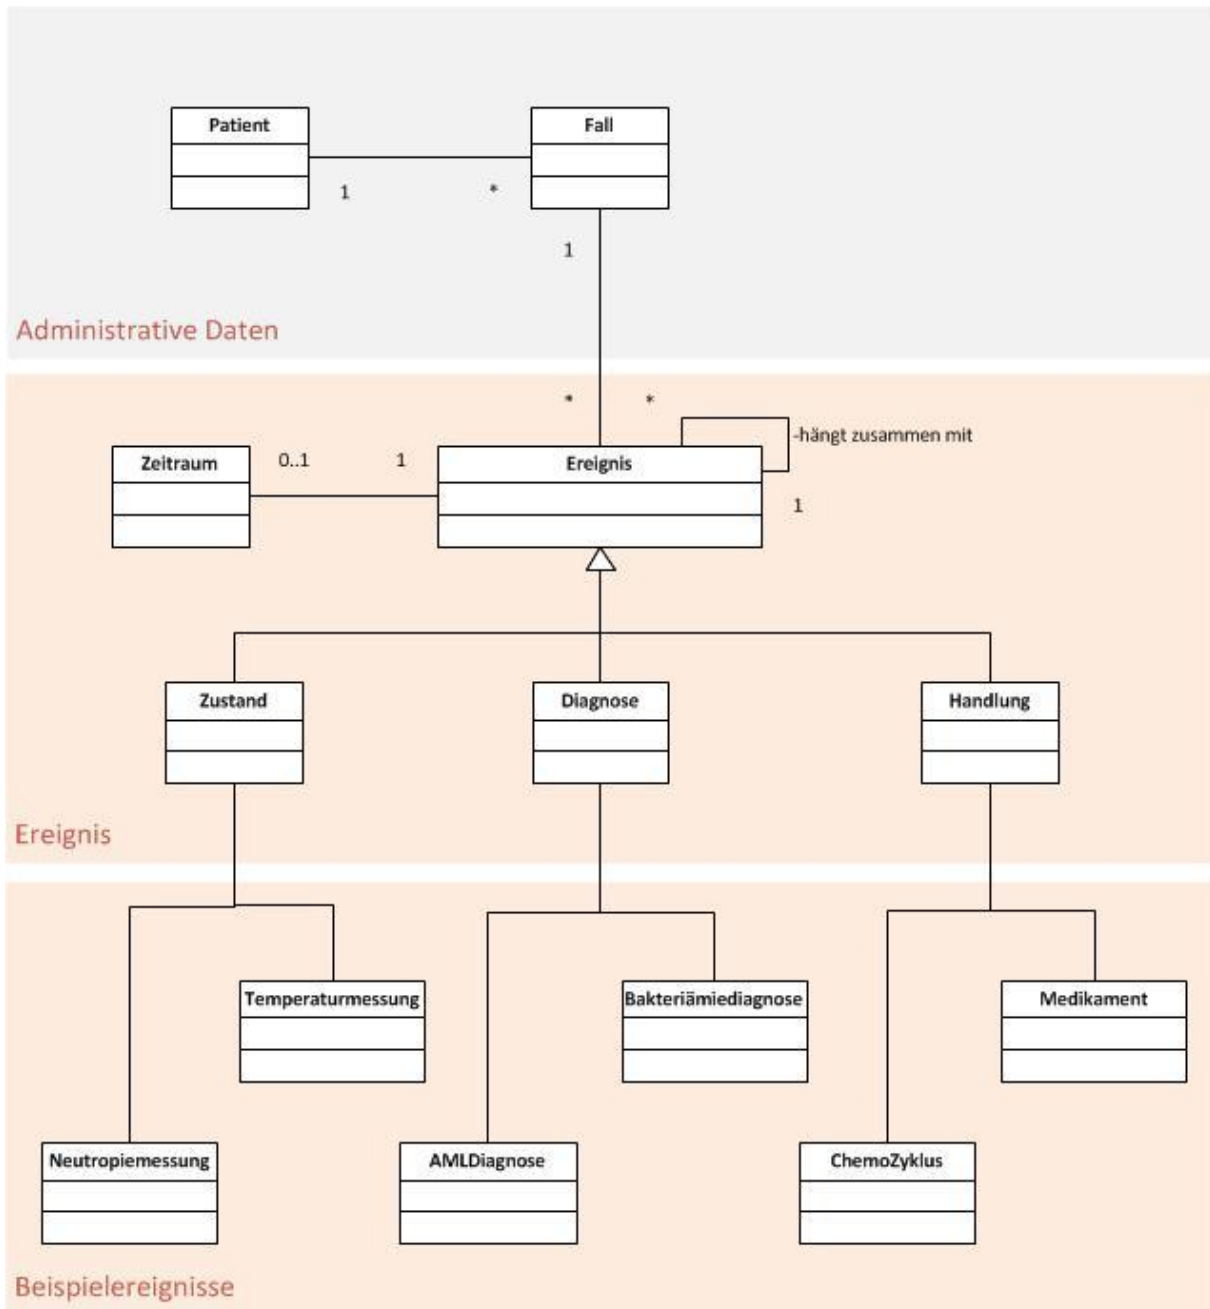 Patient
Fall
1
*
1
Administrative Daten
*
*
-hängt zusammen mit
Zeitraum
0..1
1
Ereignis
1
Zustand
Diagnose
Handlung
Ereignis
Temperaturmessung
Bakteriämiediagnose
Medikament
Neutropiemessung
AMLDiagnose
ChemoZyklus
Beispielereignisse